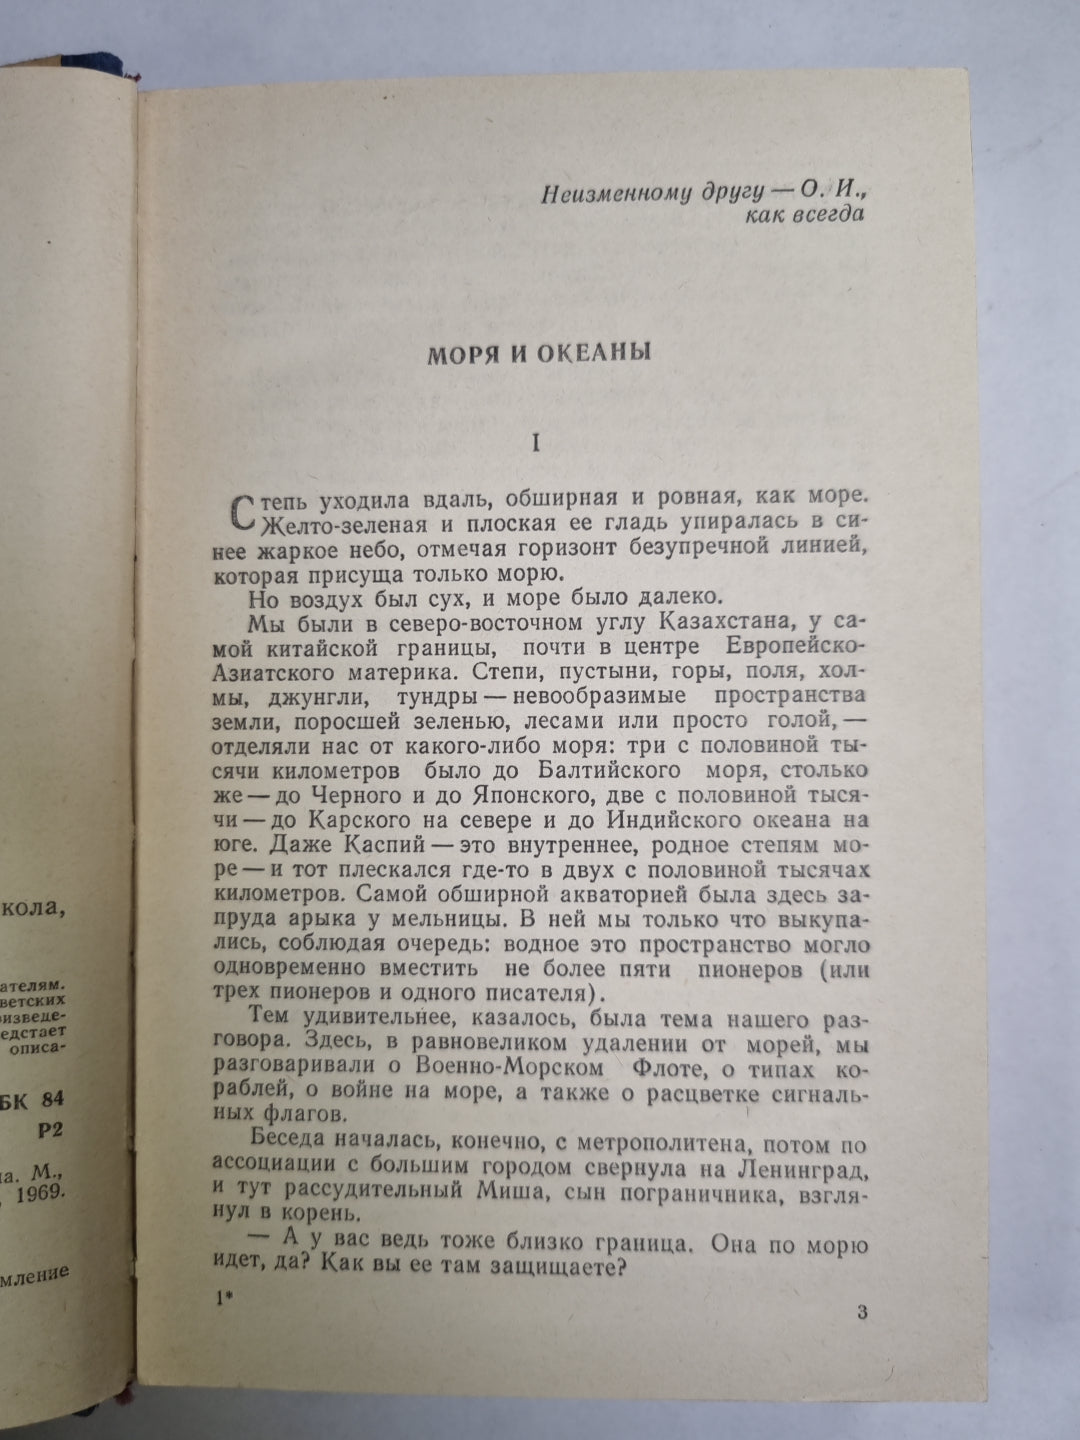 кола,
ателям.
ветских
оизведе-
едстает
описа-
БК 84
Р2
ла. М.,
, 1969.
мление
Неизменному другу — О. И.,
как всегда
МОРЯ И ОКЕАНЫ
I
Степь уходила вдаль, обширная и ровная, как море.
Желто-зеленая и плоская ее гладь упиралась в си-
нее жаркое небо, отмечая горизонт безупречной линией,
которая присуща только морю.
Но воздух был сух, и море было далеко.
Мы были в северо-восточном углу Казахстана, у са-
мой китайской границы, почти в центре Европейско-
Азиатского материка. Степи, пустыни, горы, поля, хол-
мы, джунгли, тундры — невообразимые пространства
земли, поросшей зеленью, лесами или просто голой, —
отделяли нас от какого-либо моря: три с половиной ты-
сячи километров было до Балтийского моря, столько
же — до Черного и до Японского, две с половиной тыся-
чи — до Карского на севере и до Индийского океана на
юге. Даже Каспий — это внутреннее, родное степям мо-
ре — и тот плескался где-то в двух с половиной тысячах
километров. Самой обширной акваторией была здесь за-
пруда арыка у мельницы. В ней мы только что выкупа-
лись, соблюдая очередь: водное это пространство могло
одновременно вместить не более пяти пионеров (или
трех пионеров и одного писателя).
Тем удивительнее, казалось, была тема нашего раз-
говора. Здесь, в равновеликом удалении от морей, мы
разговаривали о Военно-Морском Флоте, о типах ко-
раблей, о войне на море, а также о расцветке сигналь-
ных флагов.
Беседа началась, конечно, с метрополитена, потом по
ассоциации с большим городом свернула на Ленинград,
и тут рассудительный Миша, сын пограничника, взгля-
нул в корень.
— А у вас ведь тоже близко граница. Она по морю
идет, да? Как вы ее там защищаете?
1*
3